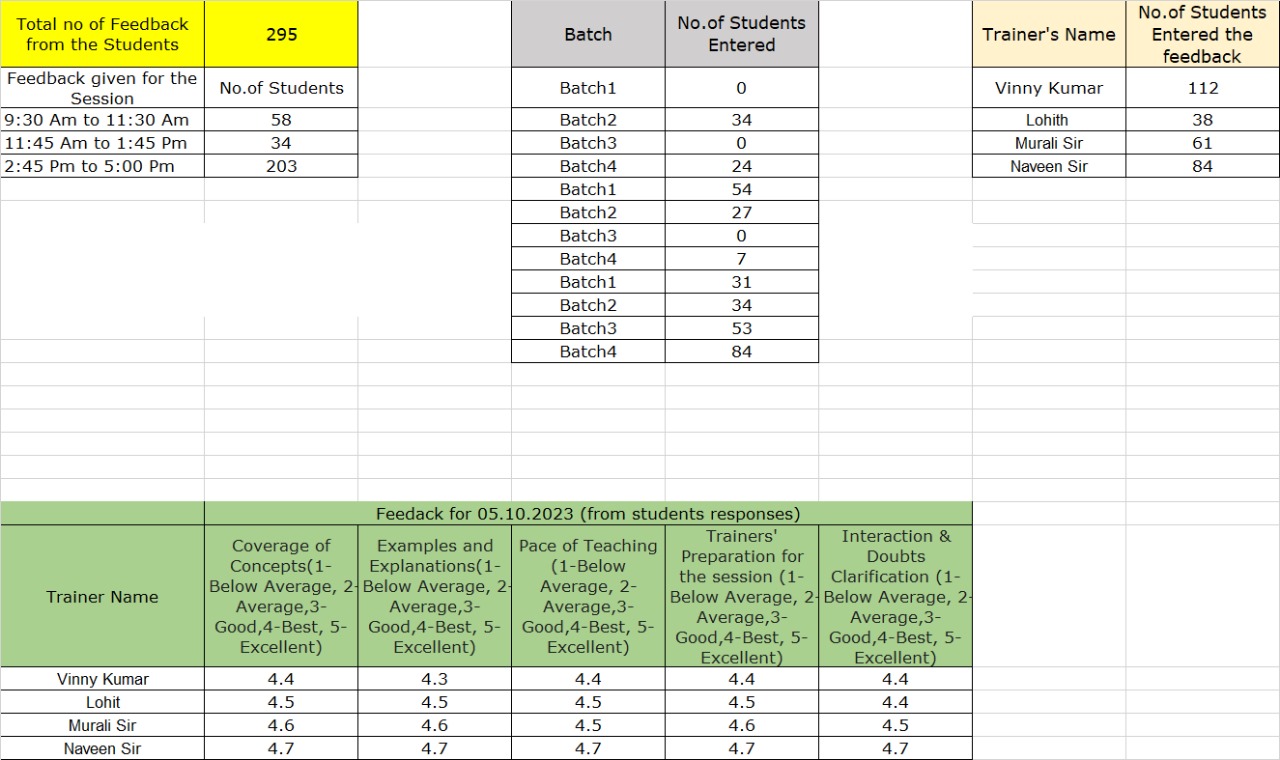 Total no of Feedback
from the Students
295
Feedback given for the
Session
No.of Students
9:30 Am to 11:30 Am
58
11:45 Am to 1:45 Pm
34
2:45 Pm to 5:00 Pm
203
Batch
No.of Students
Entered
Batch1
0
Batch2
34
Batch3
0
Batch4
24
Batch1
54
Batch2
27
Batch3
0
Batch4
7
Batch1
31
Batch2
34
Batch3
53
Batch4
84
Trainer's Name
No.of Students
Entered the
feedback
Vinny Kumar
112
Lohith
38
Murali Sir
61
Naveen Sir
84
Feedack for 05.10.2023 (from students responses)
Trainer Name
Coverage of
Concepts(1-
Below Average, 2-
Average,3-
Good,4-Best, 5-
Excellent)
Examples and
Explanations(1-
Below Average, 2-
Average,3-
Good,4-Best, 5-
Excellent)
Pace of Teaching
(1-Below
Average, 2-
Average,3-
Good,4-Best, 5-
Excellent)
Trainers'
Preparation for
the session (1-
Below Average, 2-
Average,3-
Good,4-Best, 5-
Excellent)
Interaction &
Doubts
Clarification (1-
Below Average, 2-
Average,3-
Good,4-Best, 5-
Excellent)
Vinny Kumar
4.4
4.3
4.4
4.4
4.4
Lohit
4.5
4.5
4.5
4.5
4.4
Murali Sir
4.6
4.6
4.5
4.6
4.5
Naveen Sir
4.7
4.7
4.7
4.7
4.7